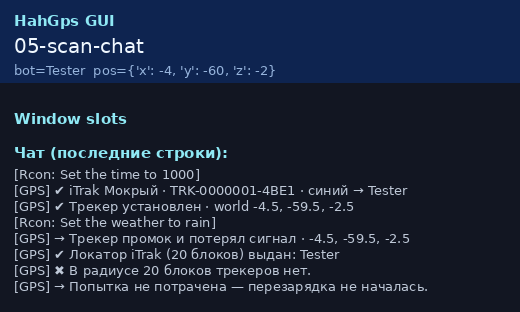 HahGps GUI
05-scan-chat
bot=Tester  pos={'x': -4, 'y': -60, 'z': -2}
Window slots
Чат (последние строки):
[Rcon: Set the time to 1000]
[GPS] ✔ iTrak Мокрый · TRK-0000001-4BE1 · синий → Tester
[GPS] ✔ Трекер установлен · world -4.5, -59.5, -2.5
[Rcon: Set the weather to rain]
[GPS] → Трекер промок и потерял сигнал · -4.5, -59.5, -2.5
[GPS] ✔ Локатор iTrak (20 блоков) выдан: Tester
[GPS] ✖ В радиусе 20 блоков трекеров нет.
[GPS] → Попытка не потрачена — перезарядка не началась.